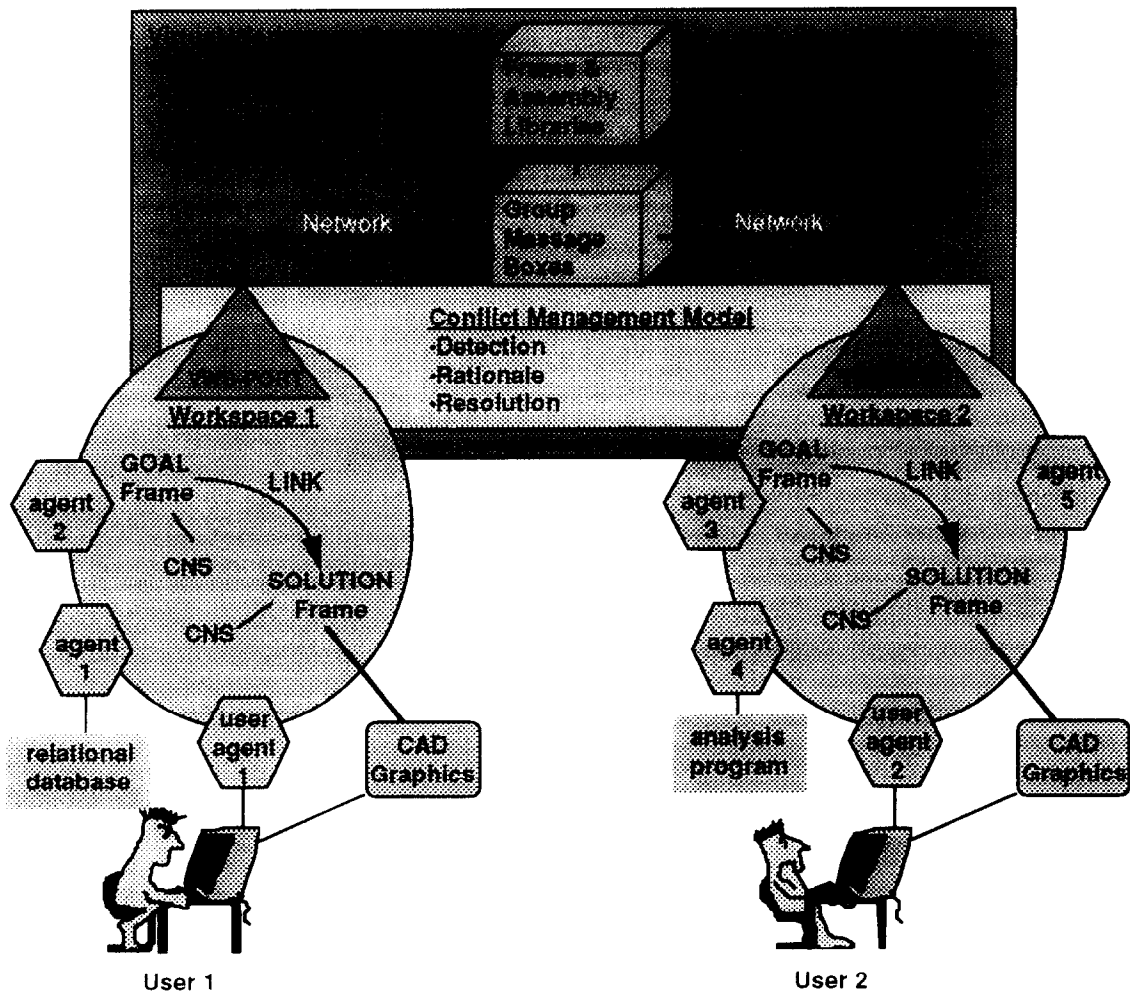 Frame &
Assembly
Libraries
Network
Group
Message
Boxes
Network
Conflict Management Model
•Detection
•Rationale
•Resolution
Workspace 1
GOAL
Frame
LINK
CNS
SOLUTION
Frame
CNS
agent
2
agent
1
relational
database
user
agent
1
CAD
Graphics
User 1
Workspace 2
GOAL
Frame
LINK
CNS
SOLUTION
Frame
CNS
agent
3
agent
5
agent
4
analysis
program
user
agent
2
CAD
Graphics
User 2